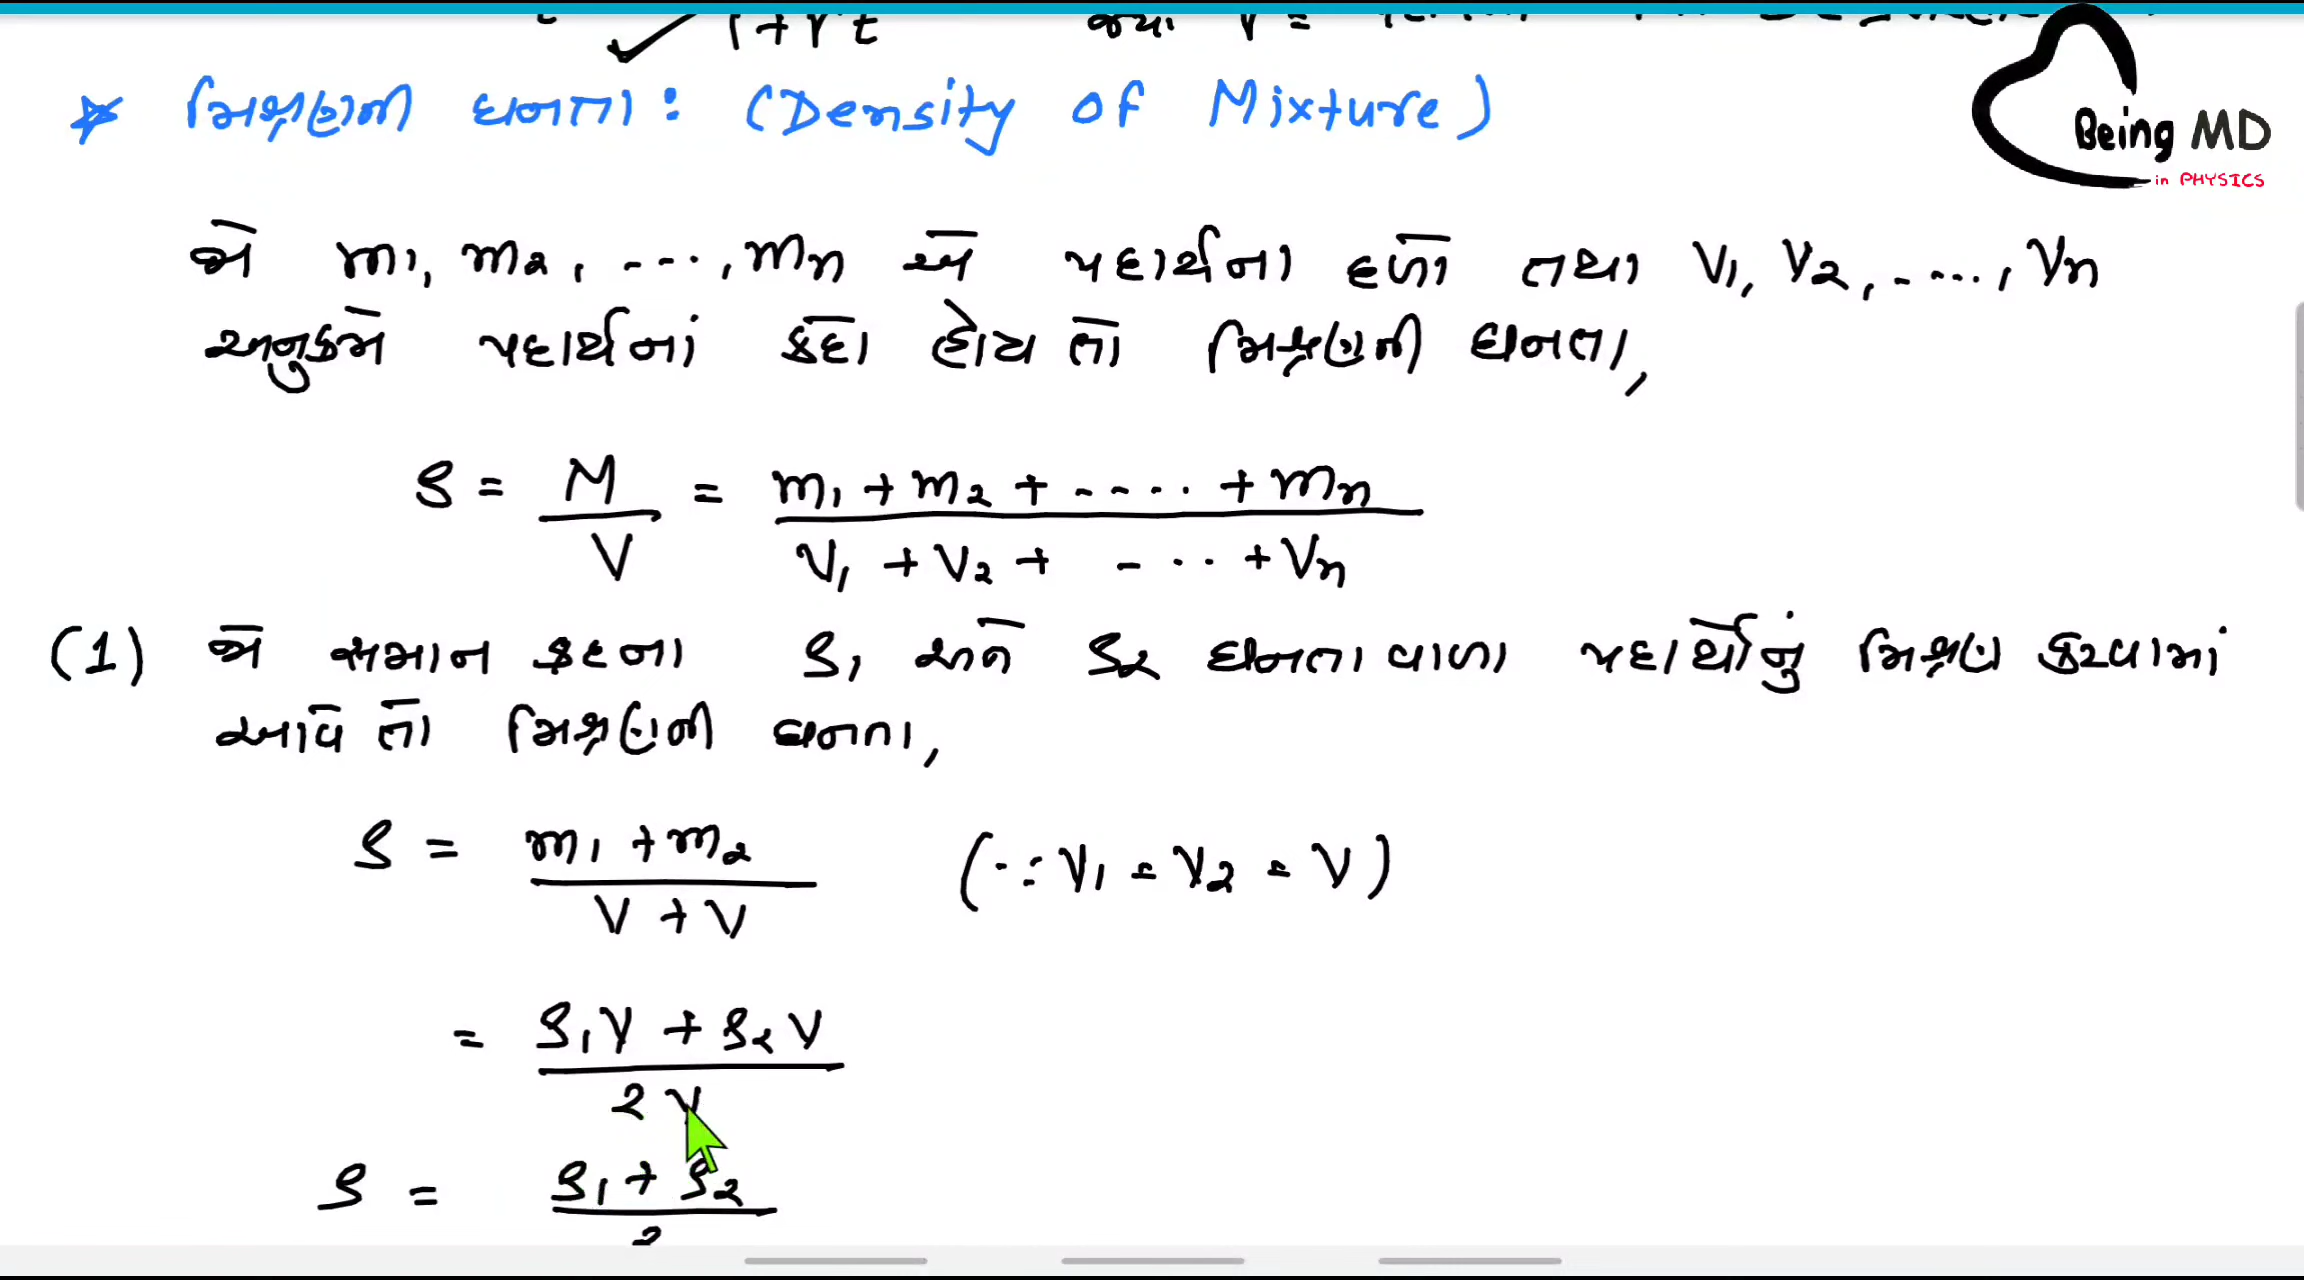 * મિશ્રણની ઘનતા : (Density of Mixture)
Being MD
in PHYSICS
જો m1, m2, ...., mn એ પદાર્થના દળો તથા V1, V2, ...., Vn
અનુક્રમે પદાર્થનાં કદો હોય તો મિશ્રણની ઘનતા,
ρ = M / V = m1 + m2 + ..... + mn / V1 + V2 + .... + Vn
(1) જો સમાન કદના ρ1 અને ρ2 ઘનતા વાળા પદાર્થોનું મિશ્રણ કરવામાં
આવે તો મિશ્રણની ઘનતા,
ρ = m1 + m2 / V + V (∵ V1 = V2 = V)
= ρ1V + ρ2V / 2V
ρ = ρ1 + ρ2 / 2